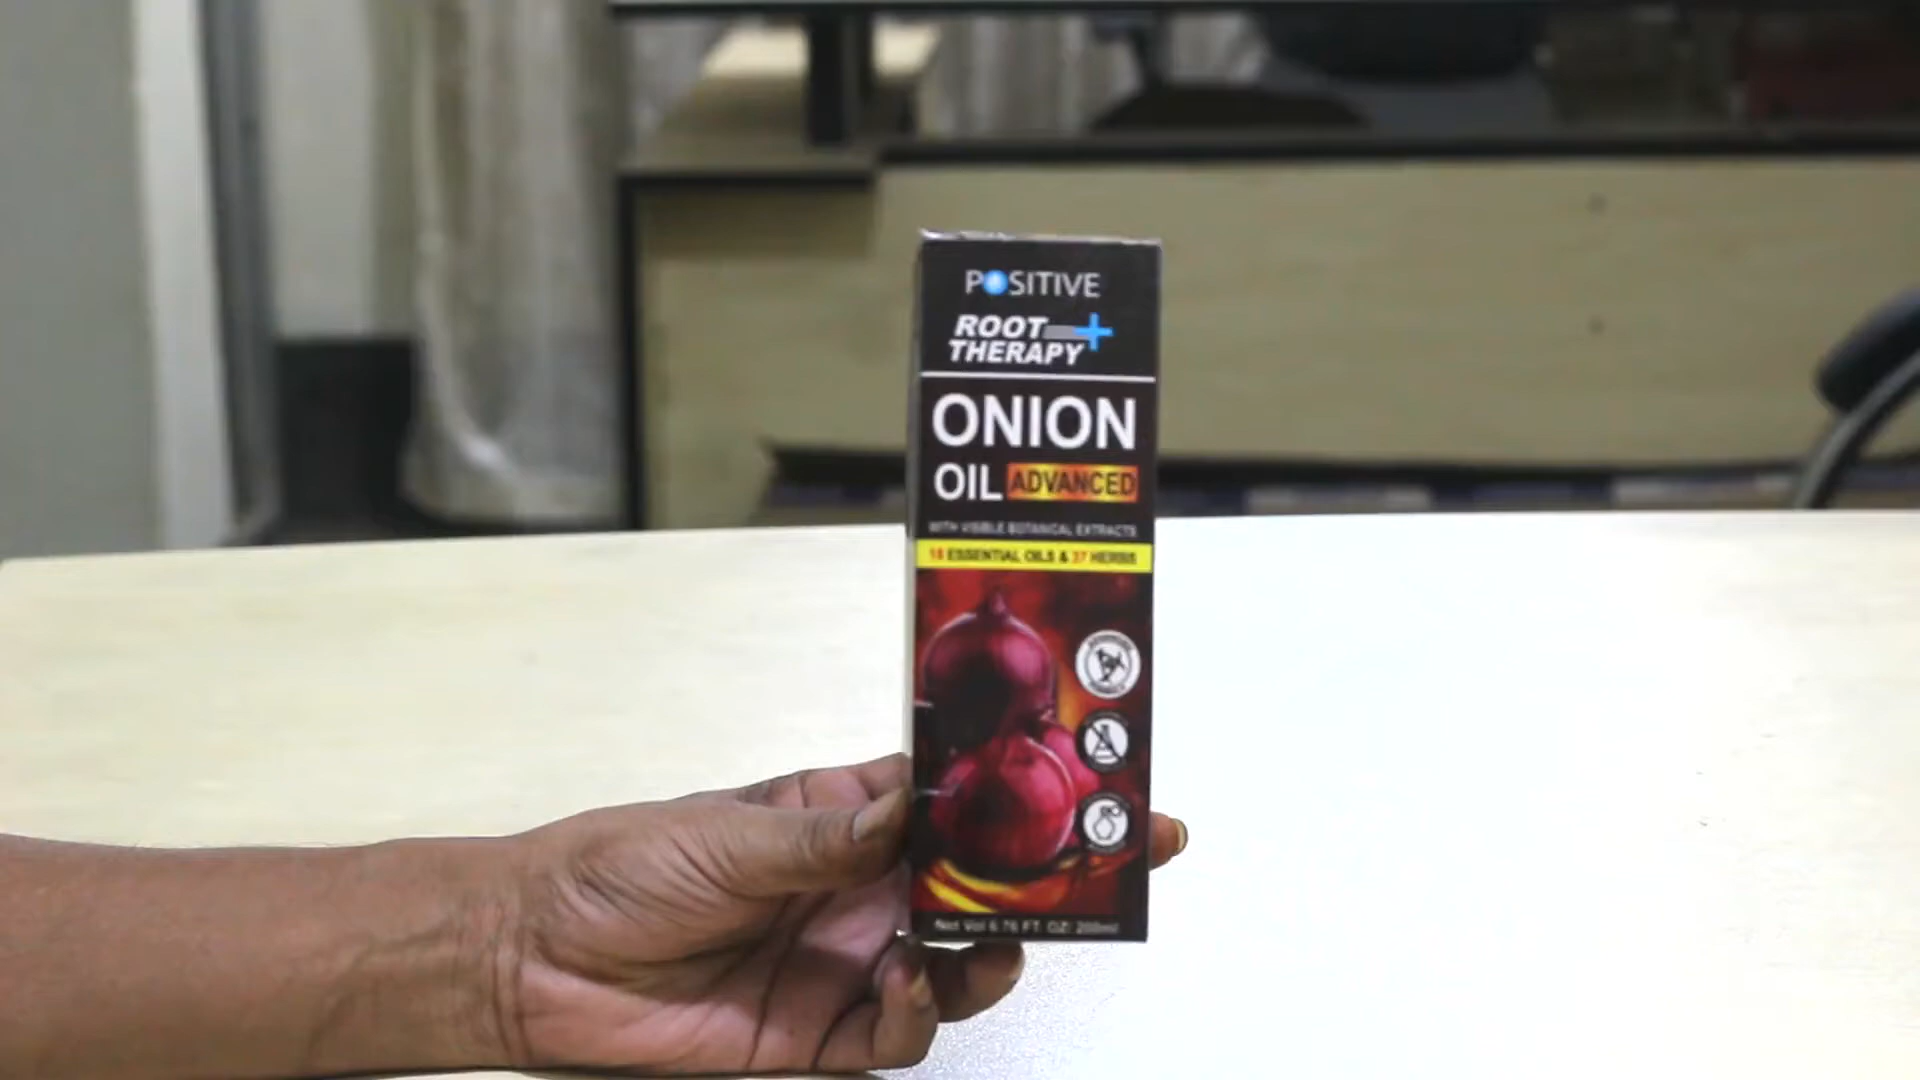 POSITIVE
ROOT
THERAPY
ONION
OIL ADVANCED
WITH VISIBLE BOTANICAL EXTRACTS
18 ESSENTIAL OILS & 37 HERBS
Net Vol 6.76 FT. OZ: 200ml